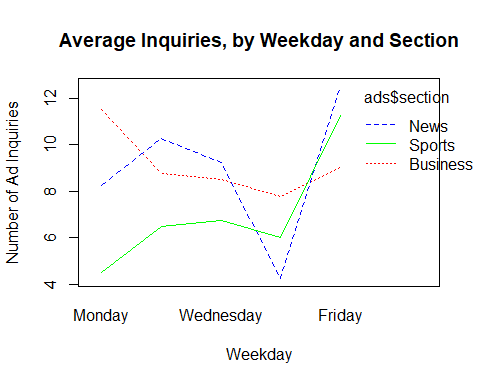 Average Inquiries, by Weekday and Section
Number of Ad Inquiries
12
10
8
6
4
ads$section
News
Sports
Business
Monday
Wednesday
Friday
Weekday